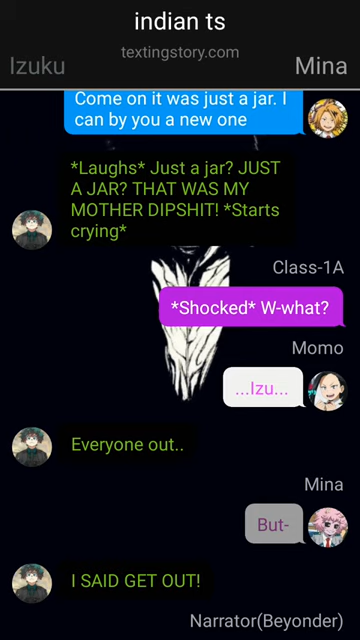 indian ts
textingstory.com
Izuku
Mina
Come on it was just a jar. I
can by you a new one
*Laughs* Just a jar? JUST
A JAR? THAT WAS MY
MOTHER DIPSHIT! *Starts
crying*
Class-1A
*Shocked* W-what?
Momo
...Izu...
Everyone out..
Mina
But-
I SAID GET OUT!
Narrator(Beyonder)